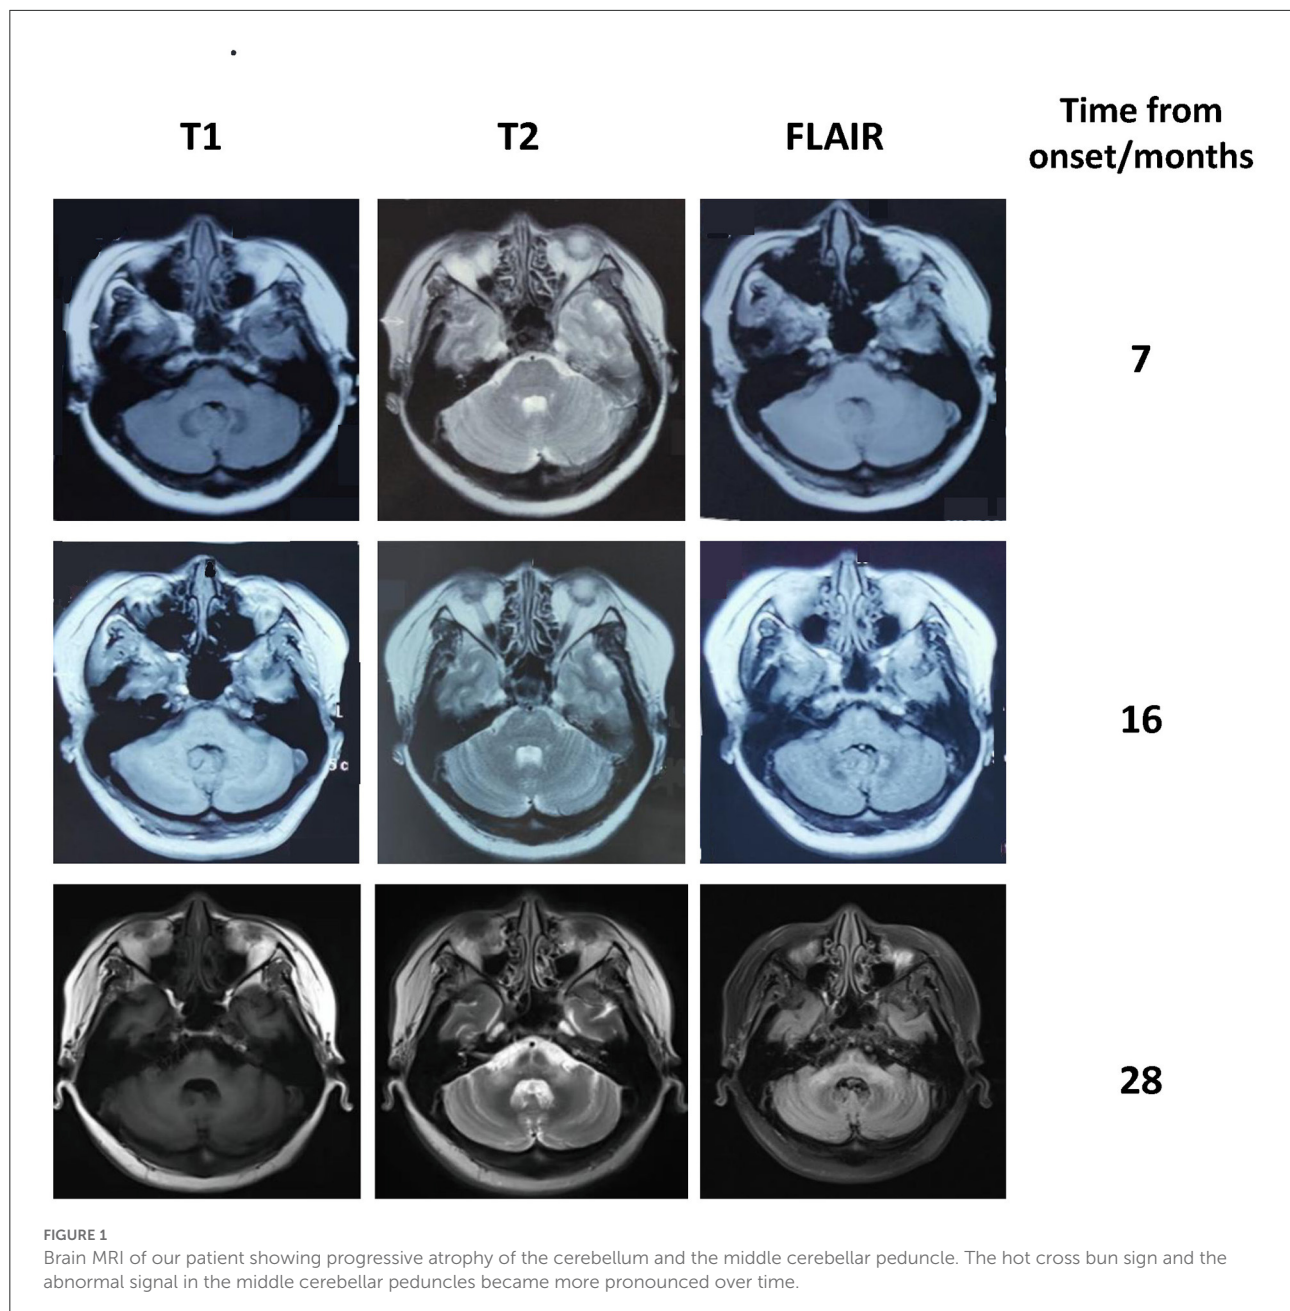 T1
T2
FLAIR
Time from
onset/months
7
16
L
5 c
28
FIGURE 1
Brain MRI of our patient showing progressive atrophy of the cerebellum and the middle cerebellar peduncle. The hot cross bun sign and the
abnormal signal in the middle cerebellar peduncles became more pronounced over time.